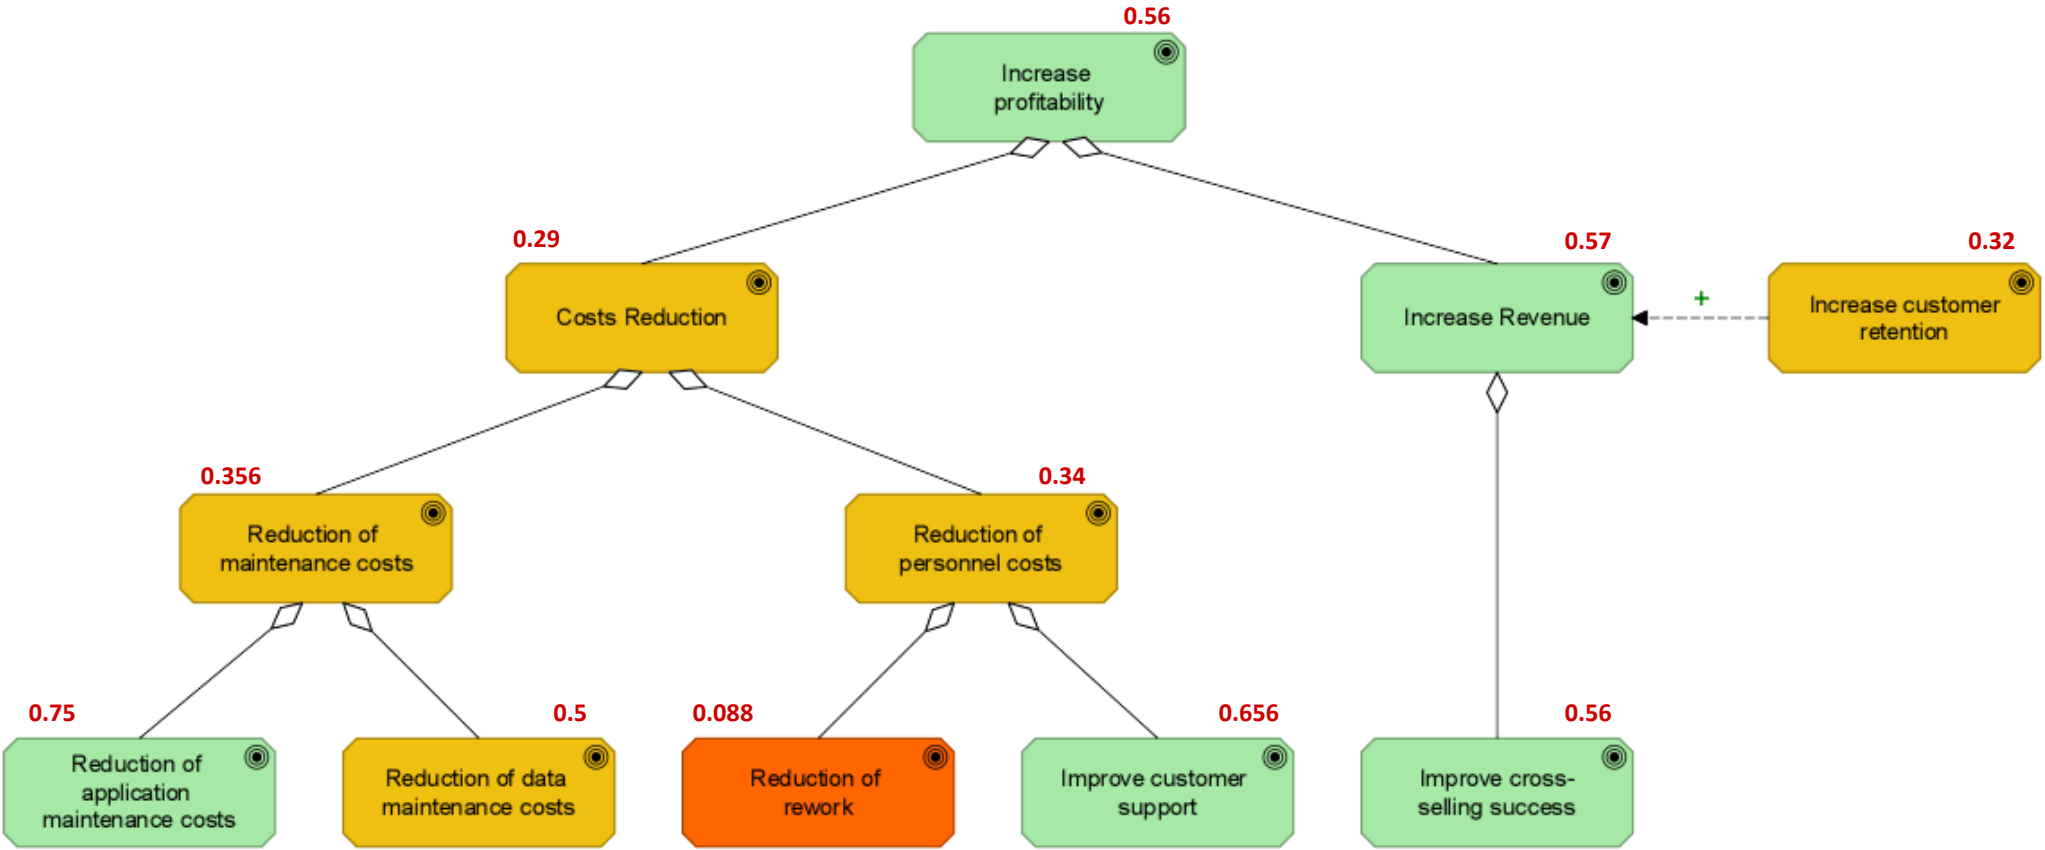 0.56
Increase
profitability
0.29
Costs Reduction
0.57
Increase Revenue
+
0.32
Increase customer
retention
0.356
Reduction of
maintenance costs
0.34
Reduction of
personnel costs
0.75
Reduction of
application
maintenance costs
0.5
Reduction of data
maintenance costs
0.088
Reduction of
rework
0.656
Improve customer
support
0.56
Improve cross-
selling success